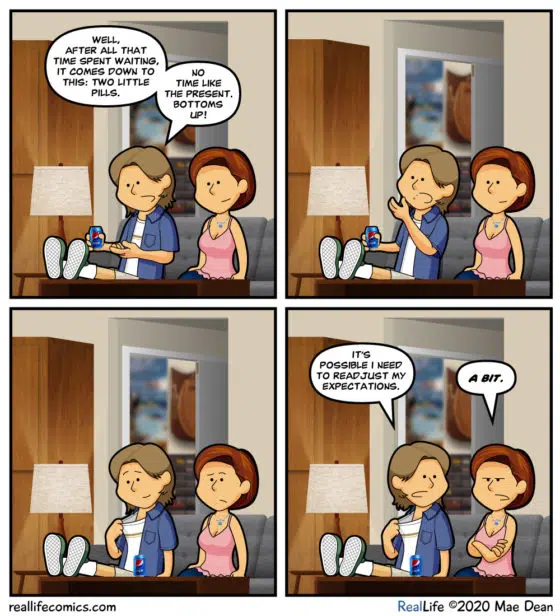 WELL,
AFTER ALL THAT
TIME SPENT WAITING,
IT COMES DOWN TO
THIS: TWO LITTLE
PILLS.
NO
TIME LIKE
THE PRESENT.
BOTTOMS
UP!
IT'S
POSSIBLE I NEED
TO READJUST MY
EXPECTATIONS.
A BIT.
reallifecomics.com
RealLife ©2020 Mae Dean